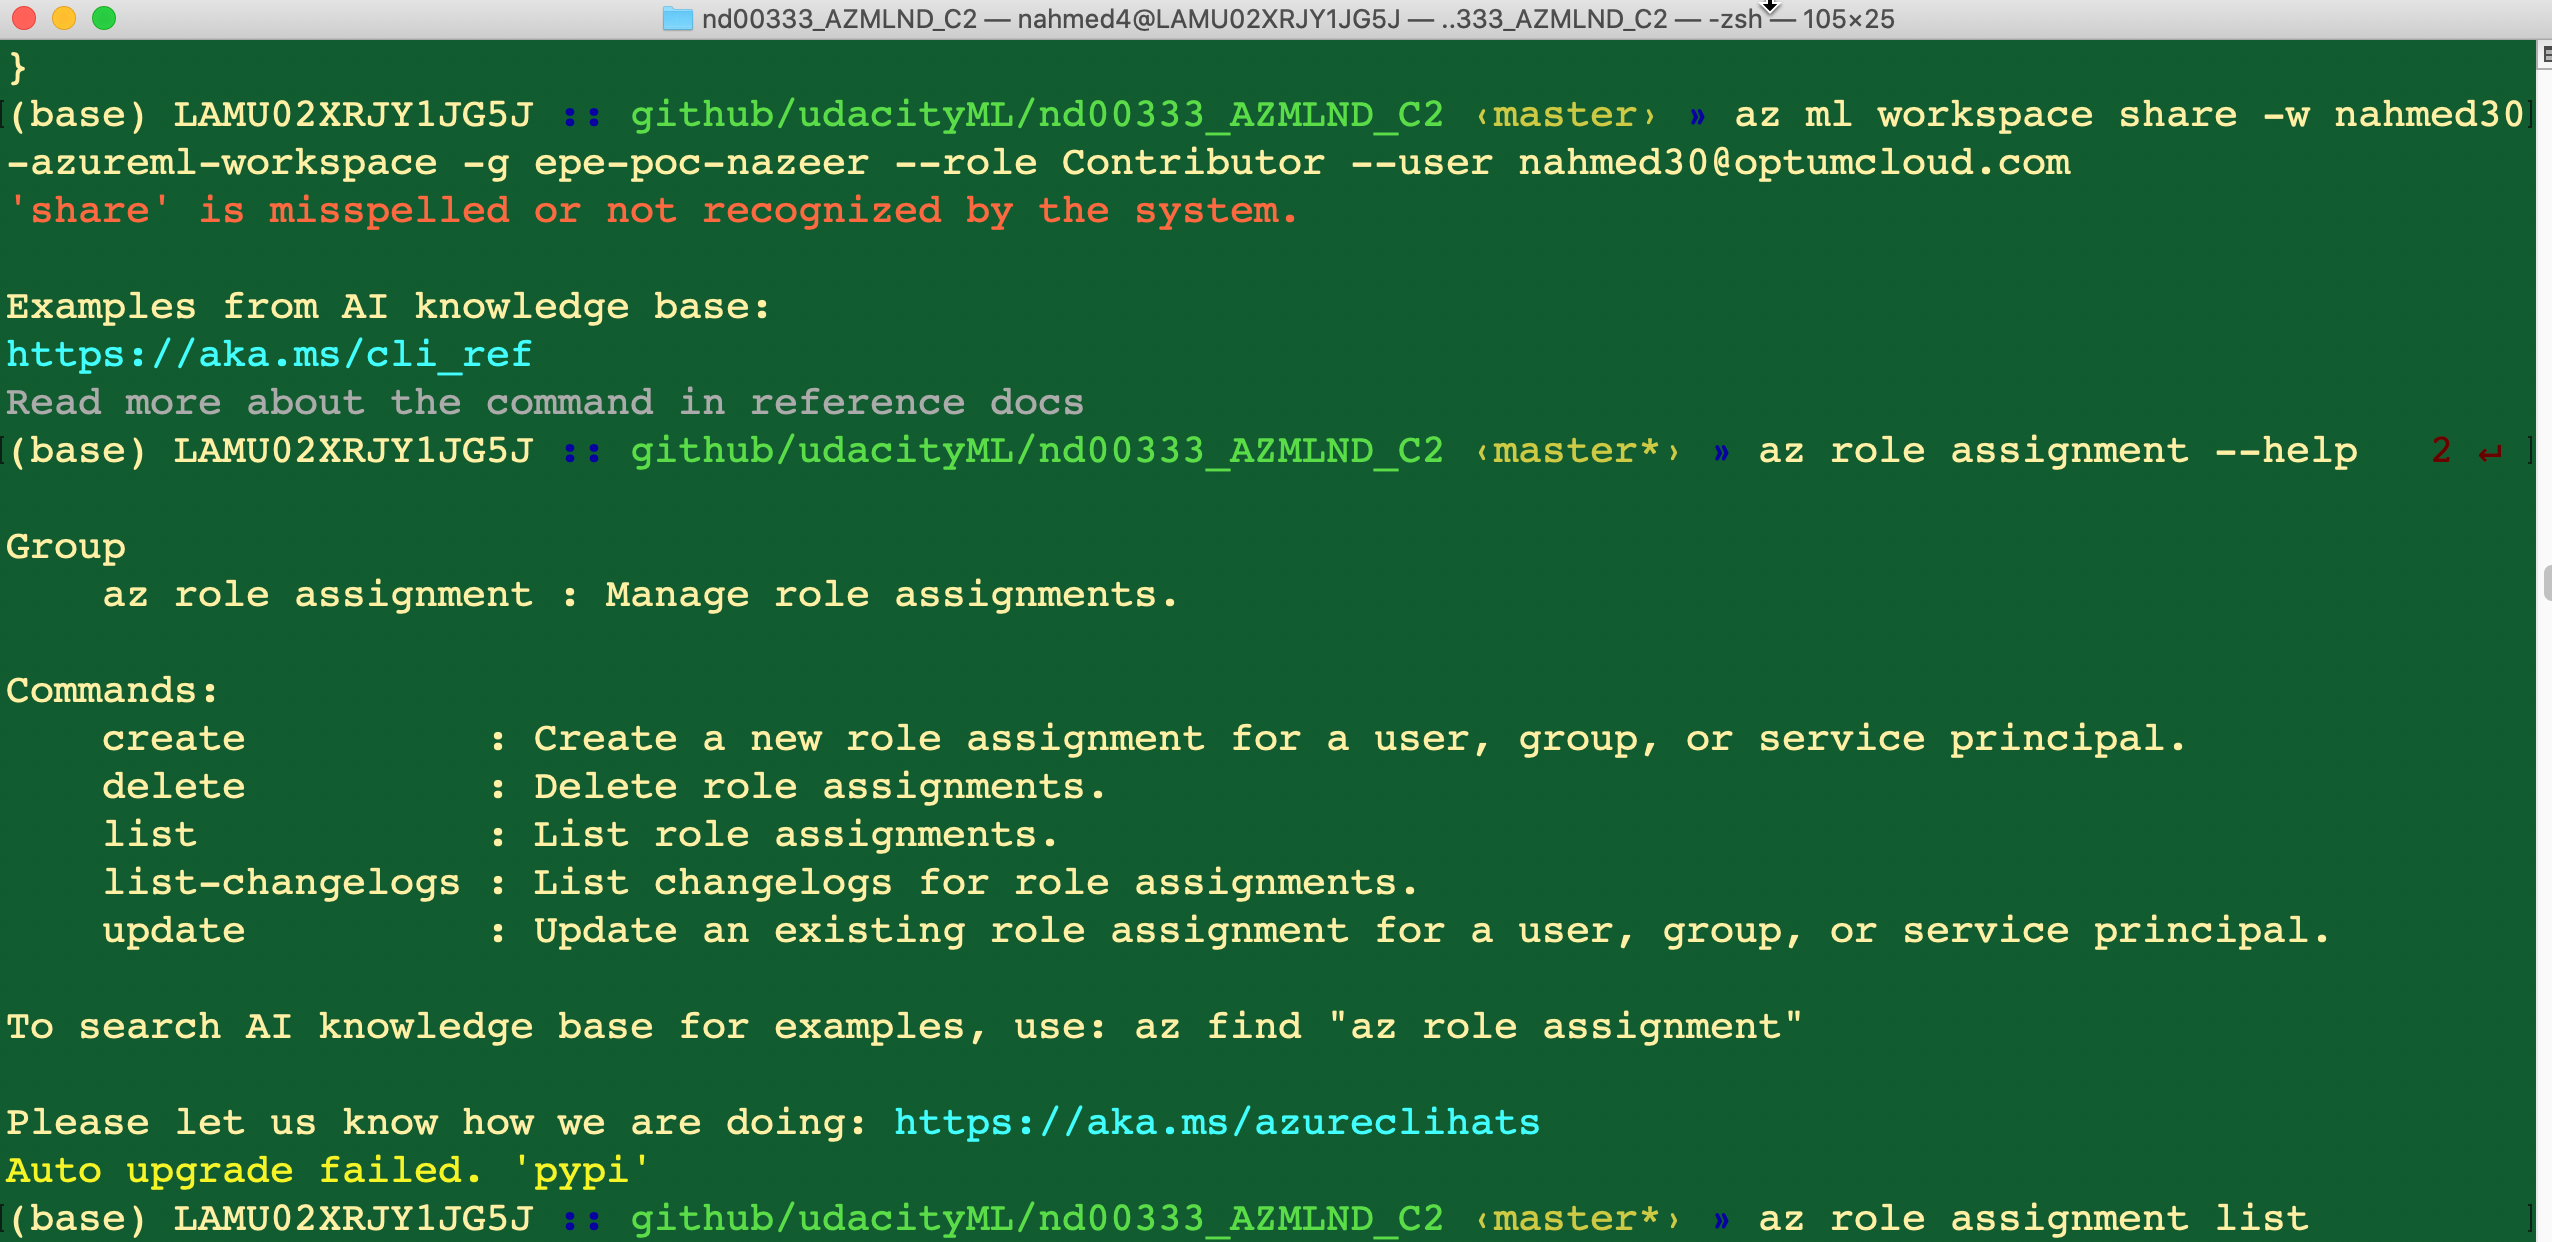 nd00333_AZMLND_C2 — nahmed4@LAMU02XRJY1JG5J — ..333_AZMLND_C2 — -zsh — 105×25
}
(base) LAMU02XRJY1JG5J :: github/udacityML/nd00333_AZMLND_C2 ‹master› » az ml workspace share -w nahmed30
-azureml-workspace -g epe-poc-nazeer --role Contributor --user nahmed30@optumcloud.com
'share' is misspelled or not recognized by the system.
Examples from AI knowledge base:
https://aka.ms/cli_ref
Read more about the command in reference docs
(base) LAMU02XRJY1JG5J :: github/udacityML/nd00333_AZMLND_C2 ‹master*› » az role assignment --help 2 ↵
Group
az role assignment : Manage role assignments.
Commands:
create : Create a new role assignment for a user, group, or service principal.
delete : Delete role assignments.
list : List role assignments.
list-changelogs : List changelogs for role assignments.
update : Update an existing role assignment for a user, group, or service principal.
To search AI knowledge base for examples, use: az find "az role assignment"
Please let us know how we are doing: https://aka.ms/azureclihats
Auto upgrade failed. 'pypi'
(base) LAMU02XRJY1JG5J :: github/udacityML/nd00333_AZMLND_C2 ‹master*› » az role assignment list